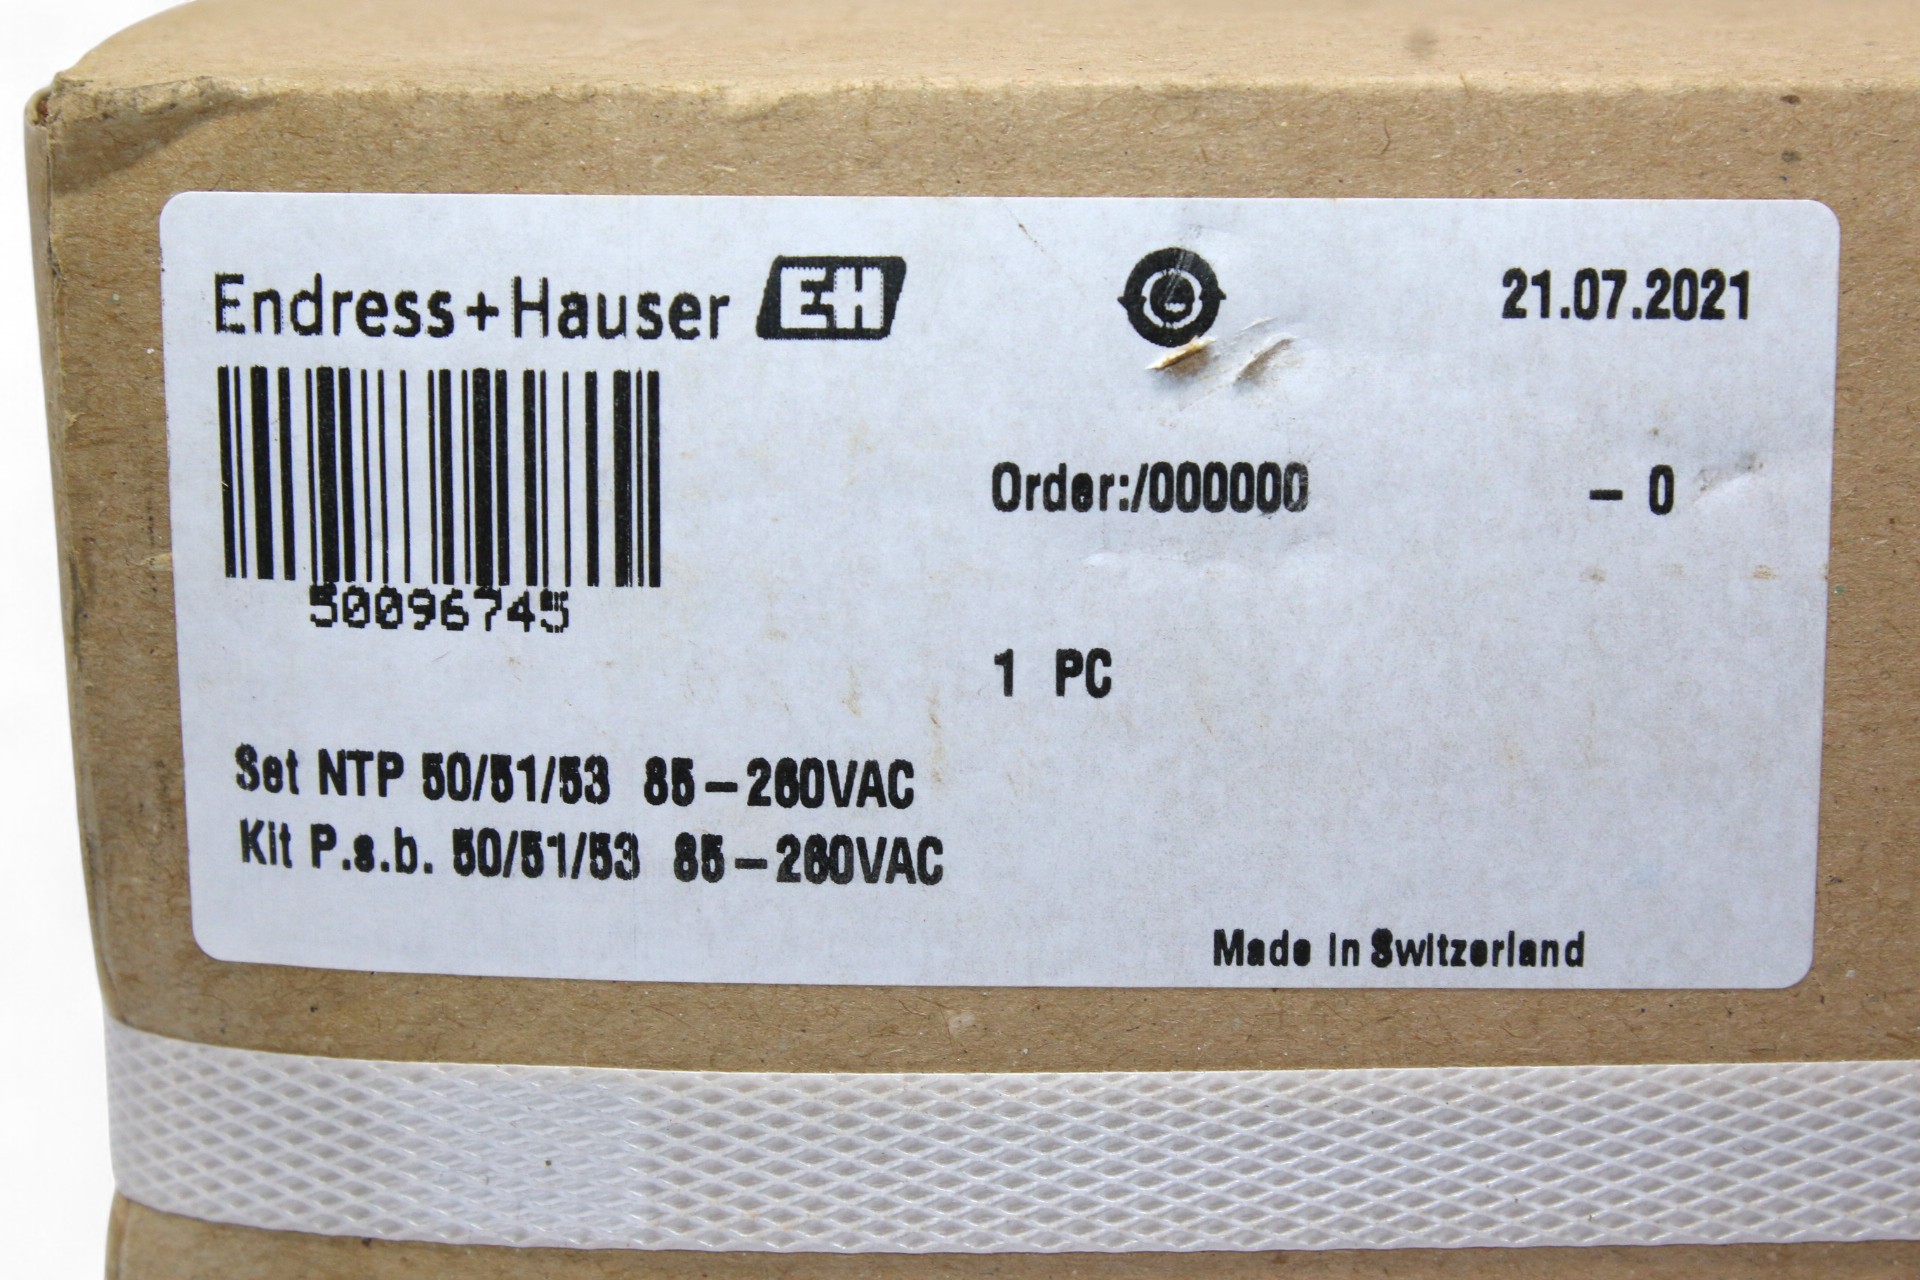 Endress+Hauser EH
21.07.2021
50096745
Order:/000000 - 0
1 PC
Set NTP 50/51/53 85-260VAC
Kit P.s.b. 50/51/53 85-260VAC
Made in Switzerland